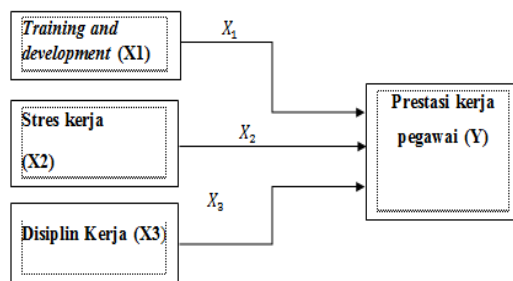 Training and
development (X1)
X1
Stres kerja
(X2)
X2
Prestasi kerja
pegawai (Y)
X3
Disiplin Kerja (X3)